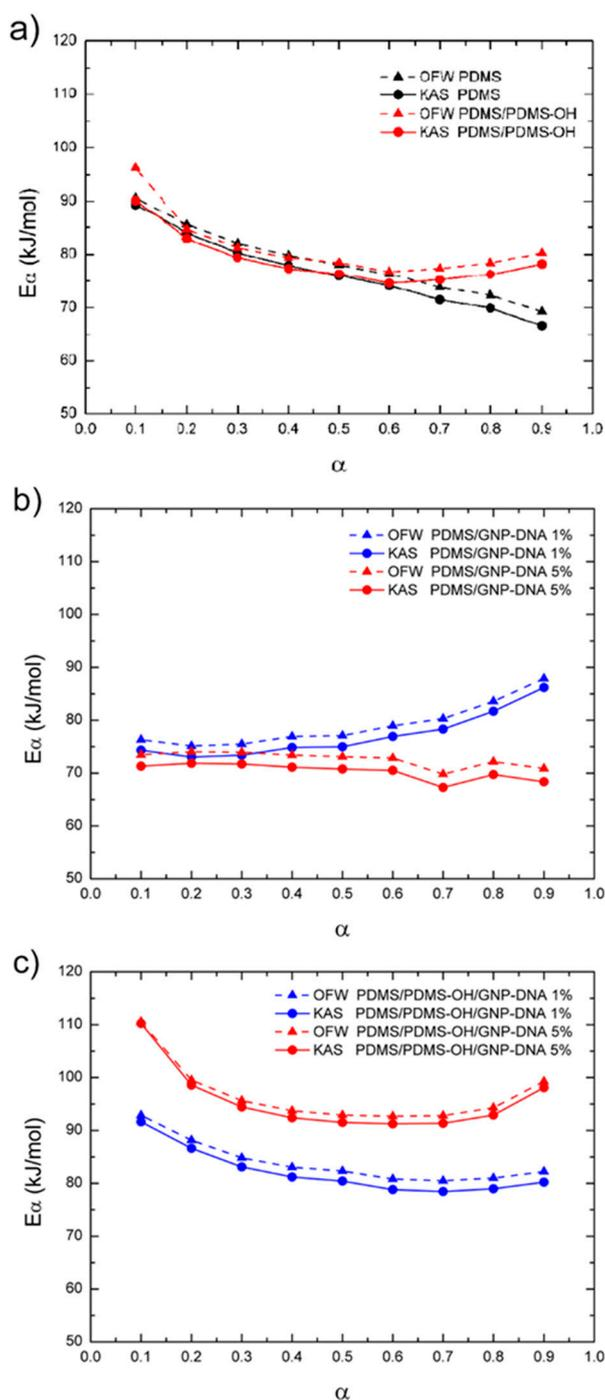 a)
120
110
100
90
80
70
60
50
Eα (kJ/mol)
OFW PDMS
KAS PDMS
OFW PDMS/PDMS-OH
KAS PDMS/PDMS-OH
0.0 0.1 0.2 0.3 0.4 0.5 0.6 0.7 0.8 0.9 1.0
α
b)
120
110
100
90
80
70
60
50
Eα (kJ/mol)
OFW PDMS/GNP-DNA 1%
KAS PDMS/GNP-DNA 1%
OFW PDMS/GNP-DNA 5%
KAS PDMS/GNP-DNA 5%
0.0 0.1 0.2 0.3 0.4 0.5 0.6 0.7 0.8 0.9 1.0
α
c)
120
110
100
90
80
70
60
50
Eα (kJ/mol)
OFW PDMS/PDMS-OH/GNP-DNA 1%
KAS PDMS/PDMS-OH/GNP-DNA 1%
OFW PDMS/PDMS-OH/GNP-DNA 5%
KAS PDMS/PDMS-OH/GNP-DNA 5%
0.0 0.1 0.2 0.3 0.4 0.5 0.6 0.7 0.8 0.9 1.0
α